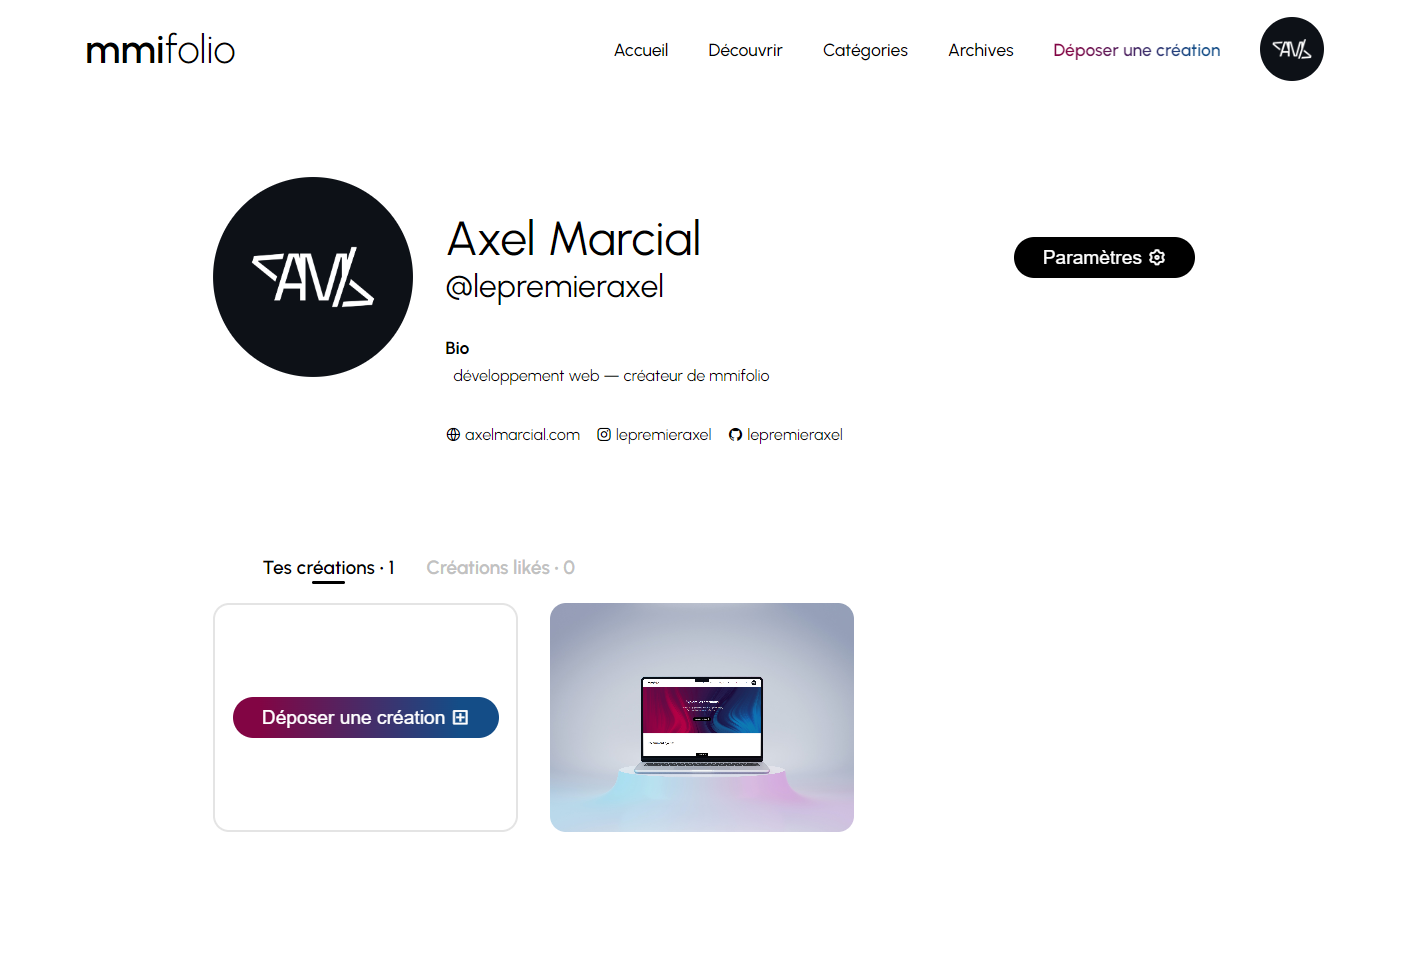 mmifolio
Accueil Découvrir Catégories Archives Déposer une création
Axel Marcial
@lepremieraxel
Paramètres
Bio
développement web — créateur de mmifolio
axelmarcial.com lepremieraxel lepremieraxel
Tes créations · 1 Créations likés · 0
Déposer une création